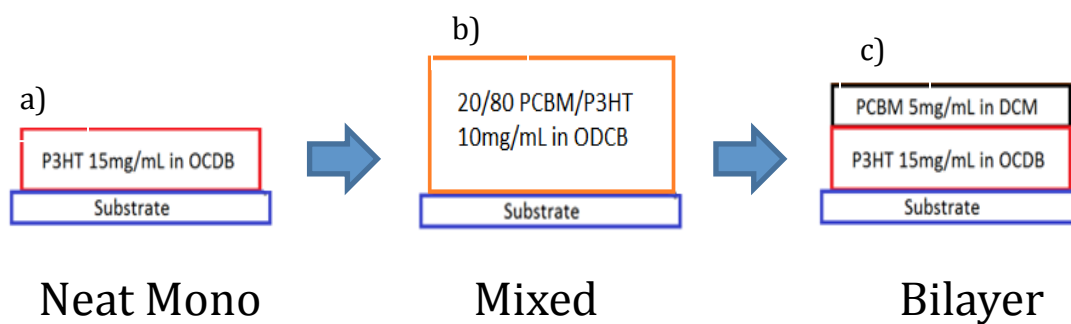 a)
P3HT 15mg/mL in OCDB
Substrate
Neat Mono
b)
20/80 PCBM/P3HT
10mg/mL in ODCB
Substrate
Mixed
c)
PCBM 5mg/mL in DCM
P3HT 15mg/mL in OCDB
Substrate
Bilayer